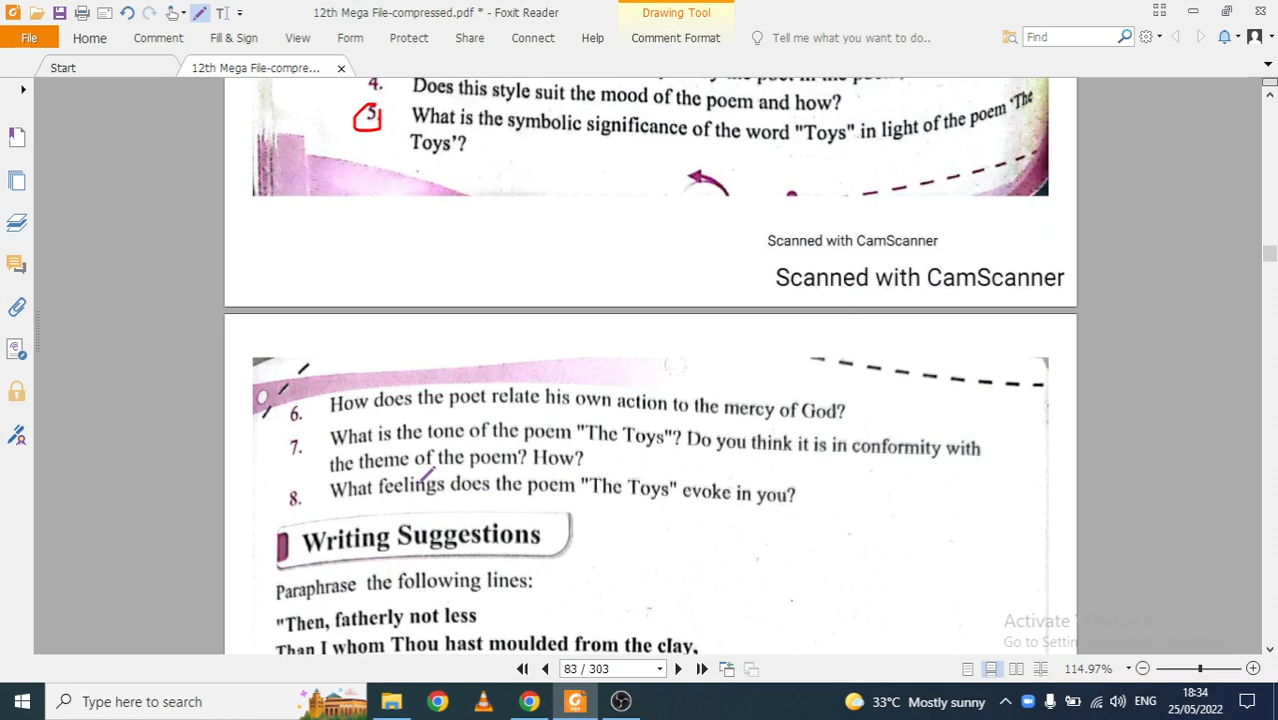 12th Mega File-compressed.pdf * - Foxit Reader
Drawing Tool
File Home Comment Fill & Sign View Form Protect Share Connect Help Comment Format Tell me what you want to do.. Find
Start 12th Mega File-compre...
4. Does this style suit the mood of the poem and how?
5 What is the symbolic significance of the word "Toys" in light of the poem 'The
Toys'?
Scanned with CamScanner
Scanned with CamScanner
6. How does the poet relate his own action to the mercy of God?
7. What is the tone of the poem "The Toys"? Do you think it is in conformity with
the theme of the poem? How?
8. What feelings does the poem "The Toys" evoke in you?
Writing Suggestions
Paraphrase the following lines:
"Then, fatherly not less
Than I whom Thou hast moulded from the clay,
Activate
Go to Setti
83 / 303
114.97%
Type here to search
33°C Mostly sunny
ENG
18:34
25/05/2022